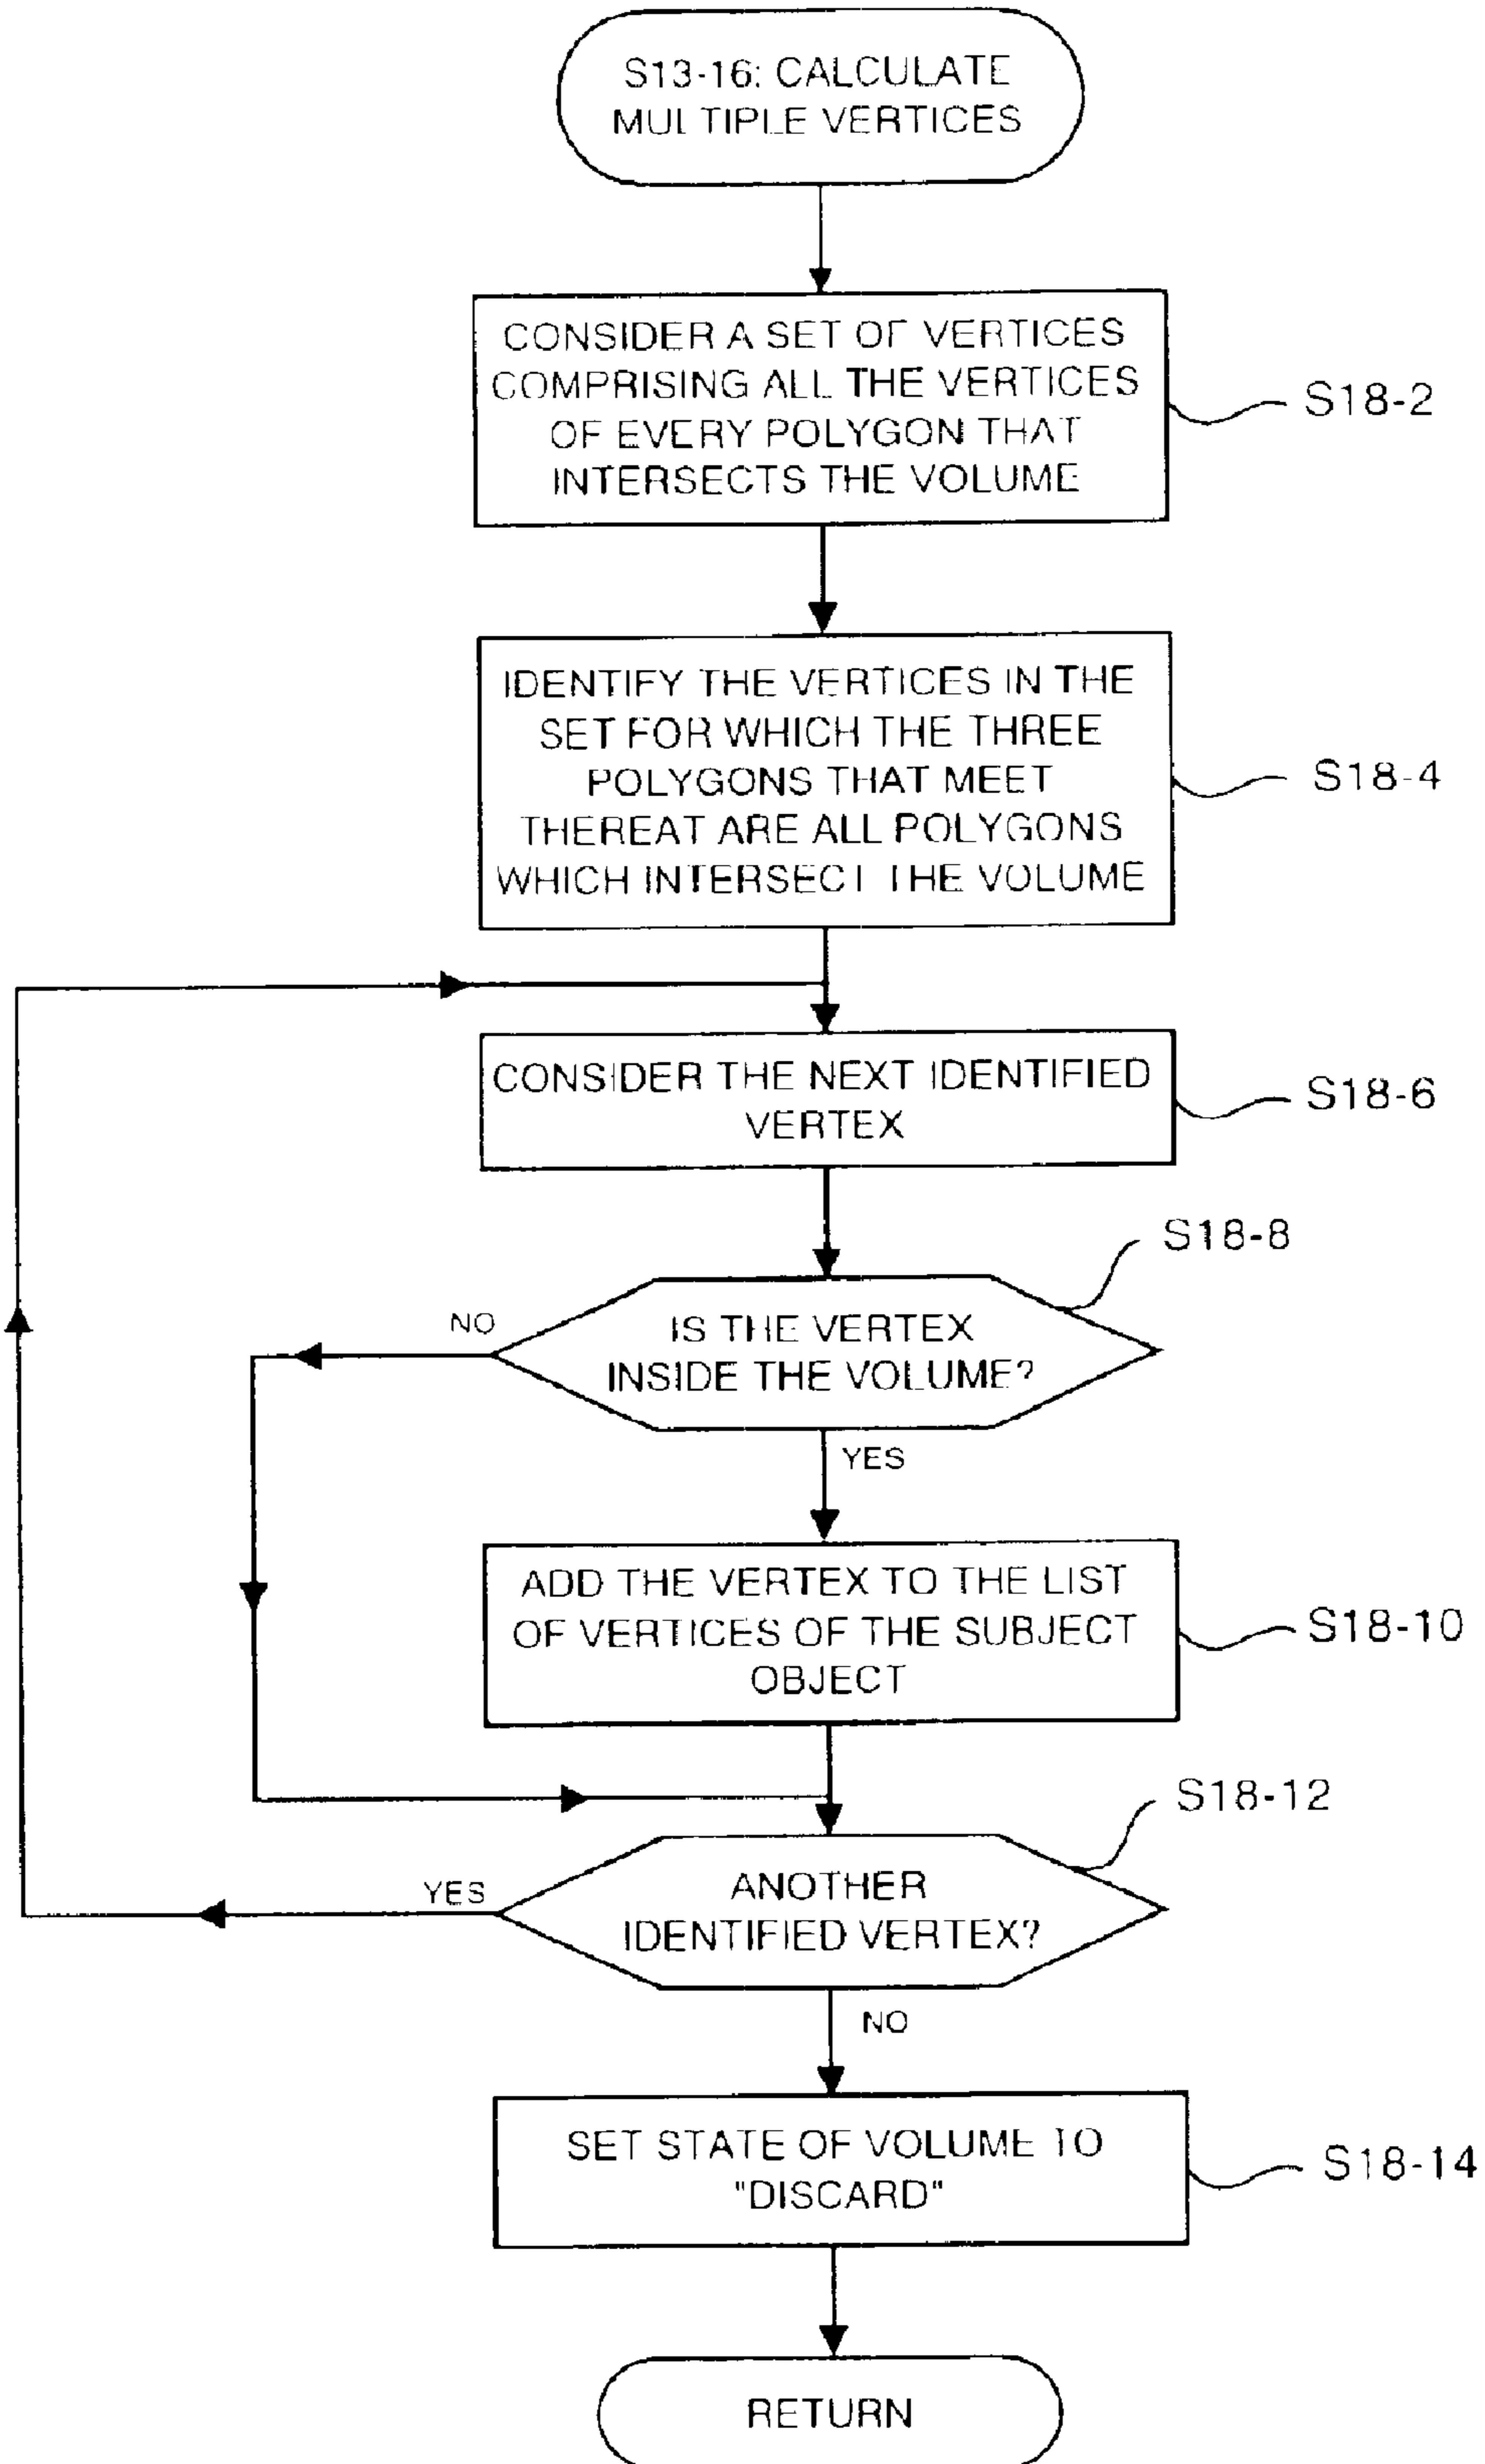 S13-16: CALCULATE
MULTIPLE VERTICES
CONSIDER A SET OF VERTICES
COMPRISING ALL THE VERTICES
OF EVERY POLYGON THAT
INTERSECTS THE VOLUME
S18-2
IDENTIFY THE VERTICES IN THE
SET FOR WHICH THE THREE
POLYGONS THAT MEET
THEREAT ARE ALL POLYGONS
WHICH INTERSECT THE VOLUME
S18-4
CONSIDER THE NEXT IDENTIFIED
VERTEX
S18-6
S18-8
NO
IS THE VERTEX
INSIDE THE VOLUME?
YES
ADD THE VERTEX TO THE LIST
OF VERTICES OF THE SUBJECT
OBJECT
S18-10
S18-12
YES
ANOTHER
IDENTIFIED VERTEX?
NO
SET STATE OF VOLUME TO
"DISCARD"
S18-14
RETURN